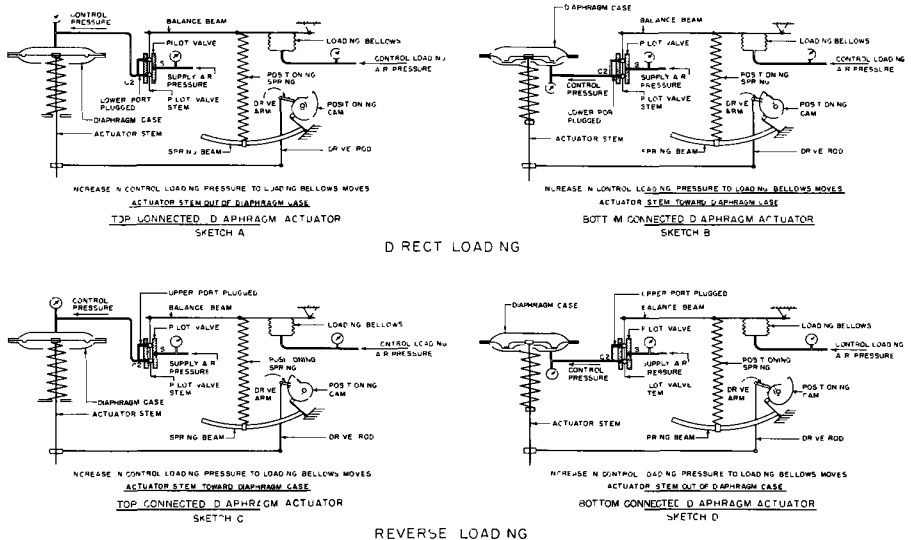 CONTROL
PRESSURE
BALANCE BEAM
PILOT VALVE
LOADING BELLOWS
S
C2
CONTROL LOADING
AIR PRESSURE
SUPPLY AIR
PRESSURE
POSITIONING
SPRING
LOWER PORT
PLUGGED
PILOT VALVE
STEM
DIAPHRAGM CASE
ACTUATOR STEM
DRIVE
ARM
POSITIONING
CAM
SPRING BEAM
DRIVE ROD
INCREASE IN CONTROL LOADING PRESSURE TO LOADING BELLOWS MOVES
ACTUATOR STEM OUT OF DIAPHRAGM CASE
TOP CONNECTED DIAPHRAGM ACTUATOR
SKETCH A
DIAPHRAGM CASE
BALANCE BEAM
PILOT VALVE
LOADING BELLOWS
C2
S
CONTROL LOADING
AIR PRESSURE
CONTROL
PRESSURE
SUPPLY AIR
PRESSURE
POSITIONING
SPRING
LOWER PORT
PLUGGED
PILOT VALVE
STEM
ACTUATOR STEM
DRIVE
ARM
POSITIONING
CAM
SPRING BEAM
DRIVE ROD
INCREASE IN CONTROL LOADING PRESSURE TO LOADING BELLOWS MOVES
ACTUATOR STEM TOWARD DIAPHRAGM CASE
BOTTOM CONNECTED DIAPHRAGM ACTUATOR
SKETCH B
DIRECT LOADING
CONTROL
PRESSURE
UPPER PORT PLUGGED
BALANCE BEAM
PILOT VALVE
LOADING BELLOWS
S
CONTROL LOADING
AIR PRESSURE
SUPPLY AIR
PRESSURE
POSITIONING
SPRING
PILOT VALVE
STEM
DIAPHRAGM CASE
ACTUATOR STEM
DRIVE
ARM
POSITIONING
CAM
SPRING BEAM
DRIVE ROD
INCREASE IN CONTROL LOADING PRESSURE TO LOADING BELLOWS MOVES
ACTUATOR STEM TOWARD DIAPHRAGM CASE
TOP CONNECTED DIAPHRAGM ACTUATOR
SKETCH C
DIAPHRAGM CASE
UPPER PORT PLUGGED
BALANCE BEAM
PILOT VALVE
LOADING BELLOWS
C2
S
CONTROL LOADING
AIR PRESSURE
CONTROL
PRESSURE
SUPPLY AIR
PRESSURE
POSITIONING
SPRING
PILOT VALVE
STEM
ACTUATOR STEM
DRIVE
ARM
POSITIONING
CAM
SPRING BEAM
DRIVE ROD
INCREASE IN CONTROL LOADING PRESSURE TO LOADING BELLOWS MOVES
ACTUATOR STEM OUT OF DIAPHRAGM CASE
BOTTOM CONNECTED DIAPHRAGM ACTUATOR
SKETCH D
REVERSE LOADING